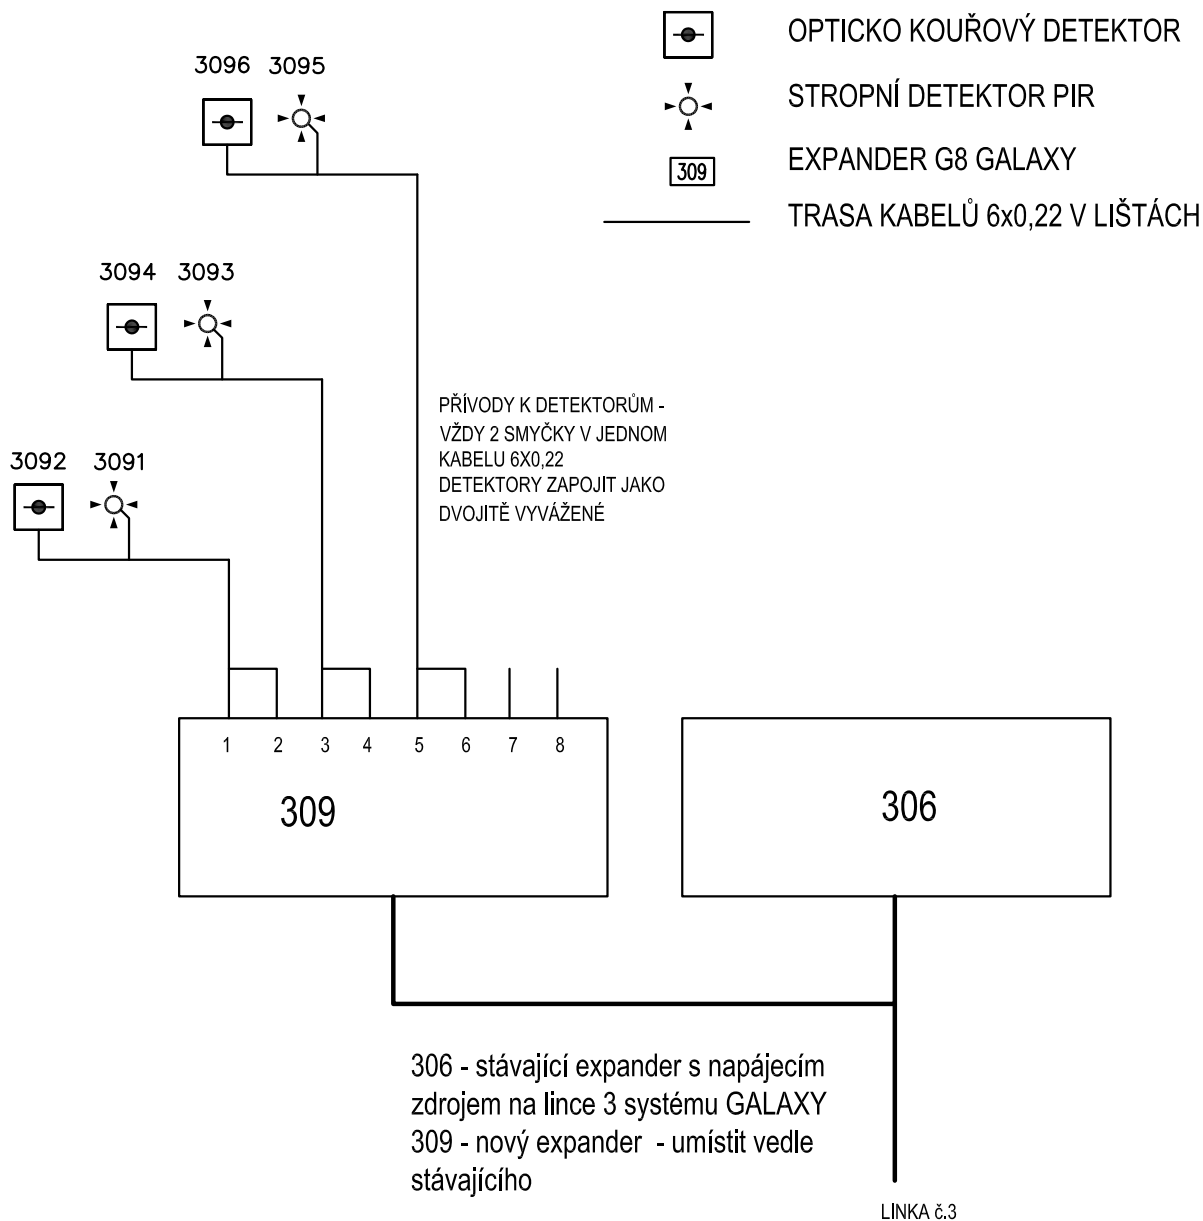 OPTICKO KOUŘOVÝ DETEKTOR
STROPNÍ DETEKTOR PIR
309
EXPANDER G8 GALAXY
TRASA KABELŮ 6x0,22 V LIŠTÁCH
3096 3095
3094 3093
3092 3091
PŘÍVODY K DETEKTORŮM -
VŽDY 2 SMYČKY V JEDNOM
KABELU 6X0,22
DETEKTORY ZAPOJIT JAKO
DVOJITĚ VYVÁŽENÉ
1 2 3 4 5 6 7 8
309
306
306 - stávající expander s napájecím
zdrojem na lince 3 systému GALAXY
309 - nový expander - umístit vedle
stávajícího
LINKA č.3